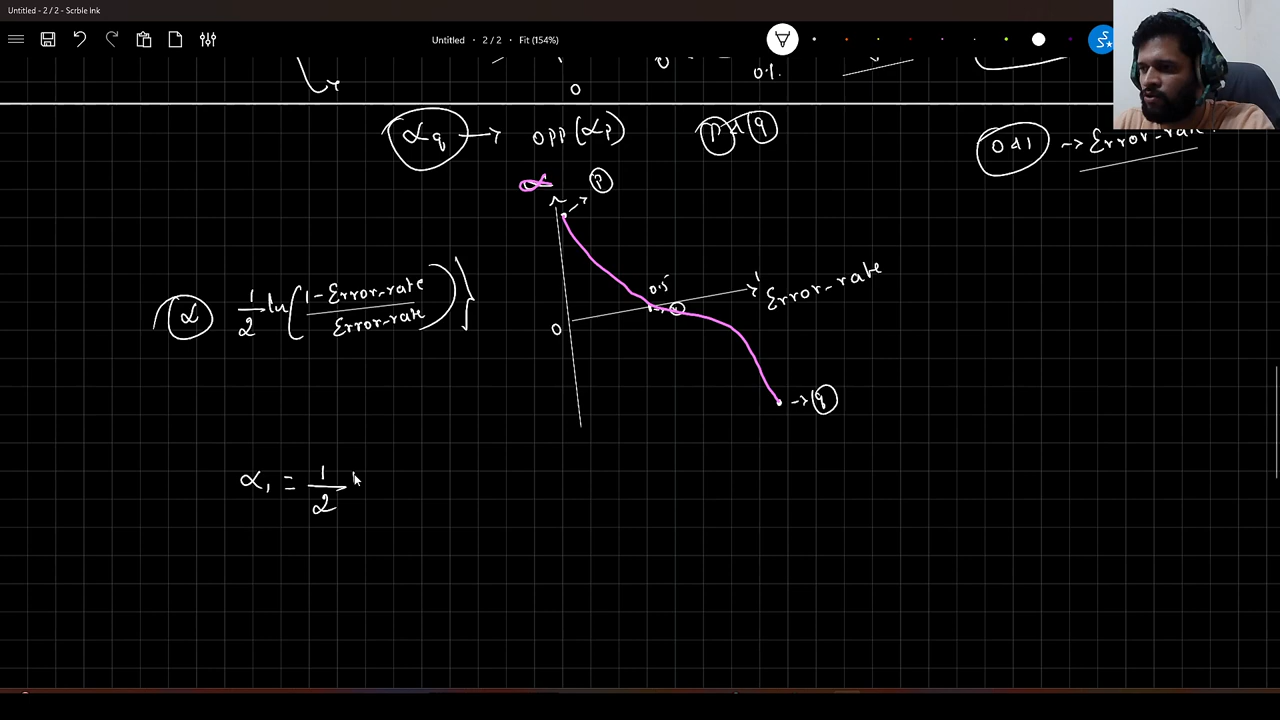 Untitled - 2 / 2 - Scrble Ink
Untitled • 2 / 2 • Fit (154%)
0
0.1.
αq → opp(αp) p d q
0 d 1 → Error-rate
α p
α 1/2 ln(1 - Error-rate / Error-rate)
0.5 1 Error-rate
0
q
α1 = 1/2